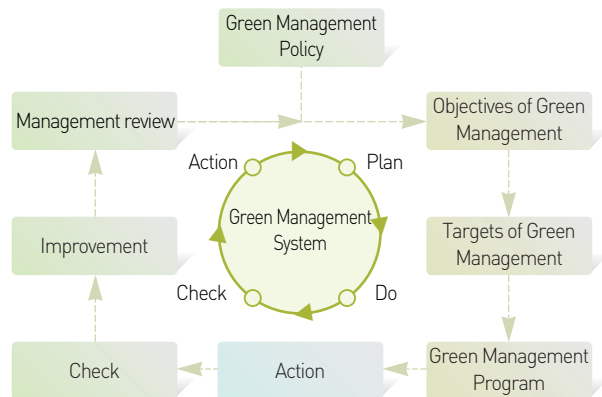 Green Management
Policy
Management review
Objectives of Green
Management
Action
Plan
Green Management
System
Improvement
Targets of Green
Management
Check
Do
Check
Action
Green Management
Program